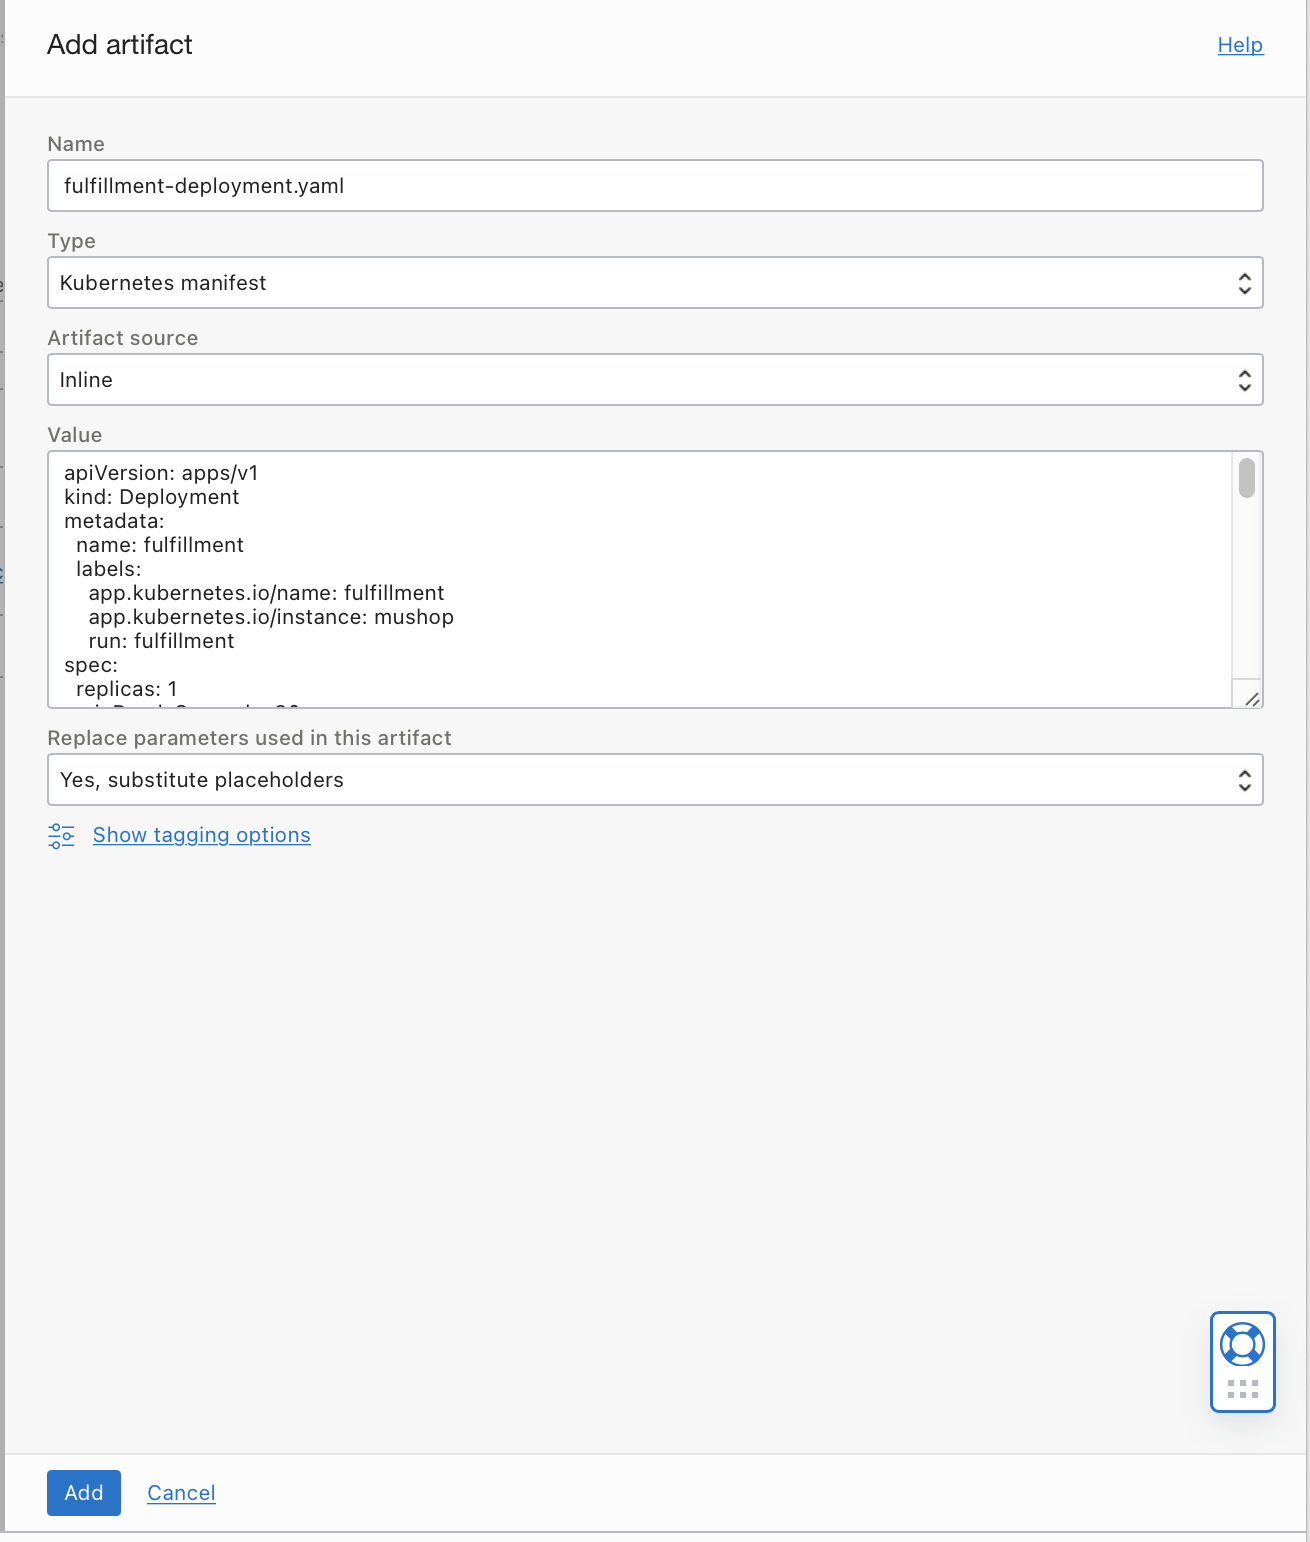 Add artifact
Help
Name
fulfillment-deployment.yaml
Type
Kubernetes manifest
Artifact source
Inline
Value
apiVersion: apps/v1
kind: Deployment
metadata:
  name: fulfillment
  labels:
    app.kubernetes.io/name: fulfillment
    app.kubernetes.io/instance: mushop
    run: fulfillment
spec:
  replicas: 1
Replace parameters used in this artifact
Yes, substitute placeholders
Show tagging options
Add
Cancel